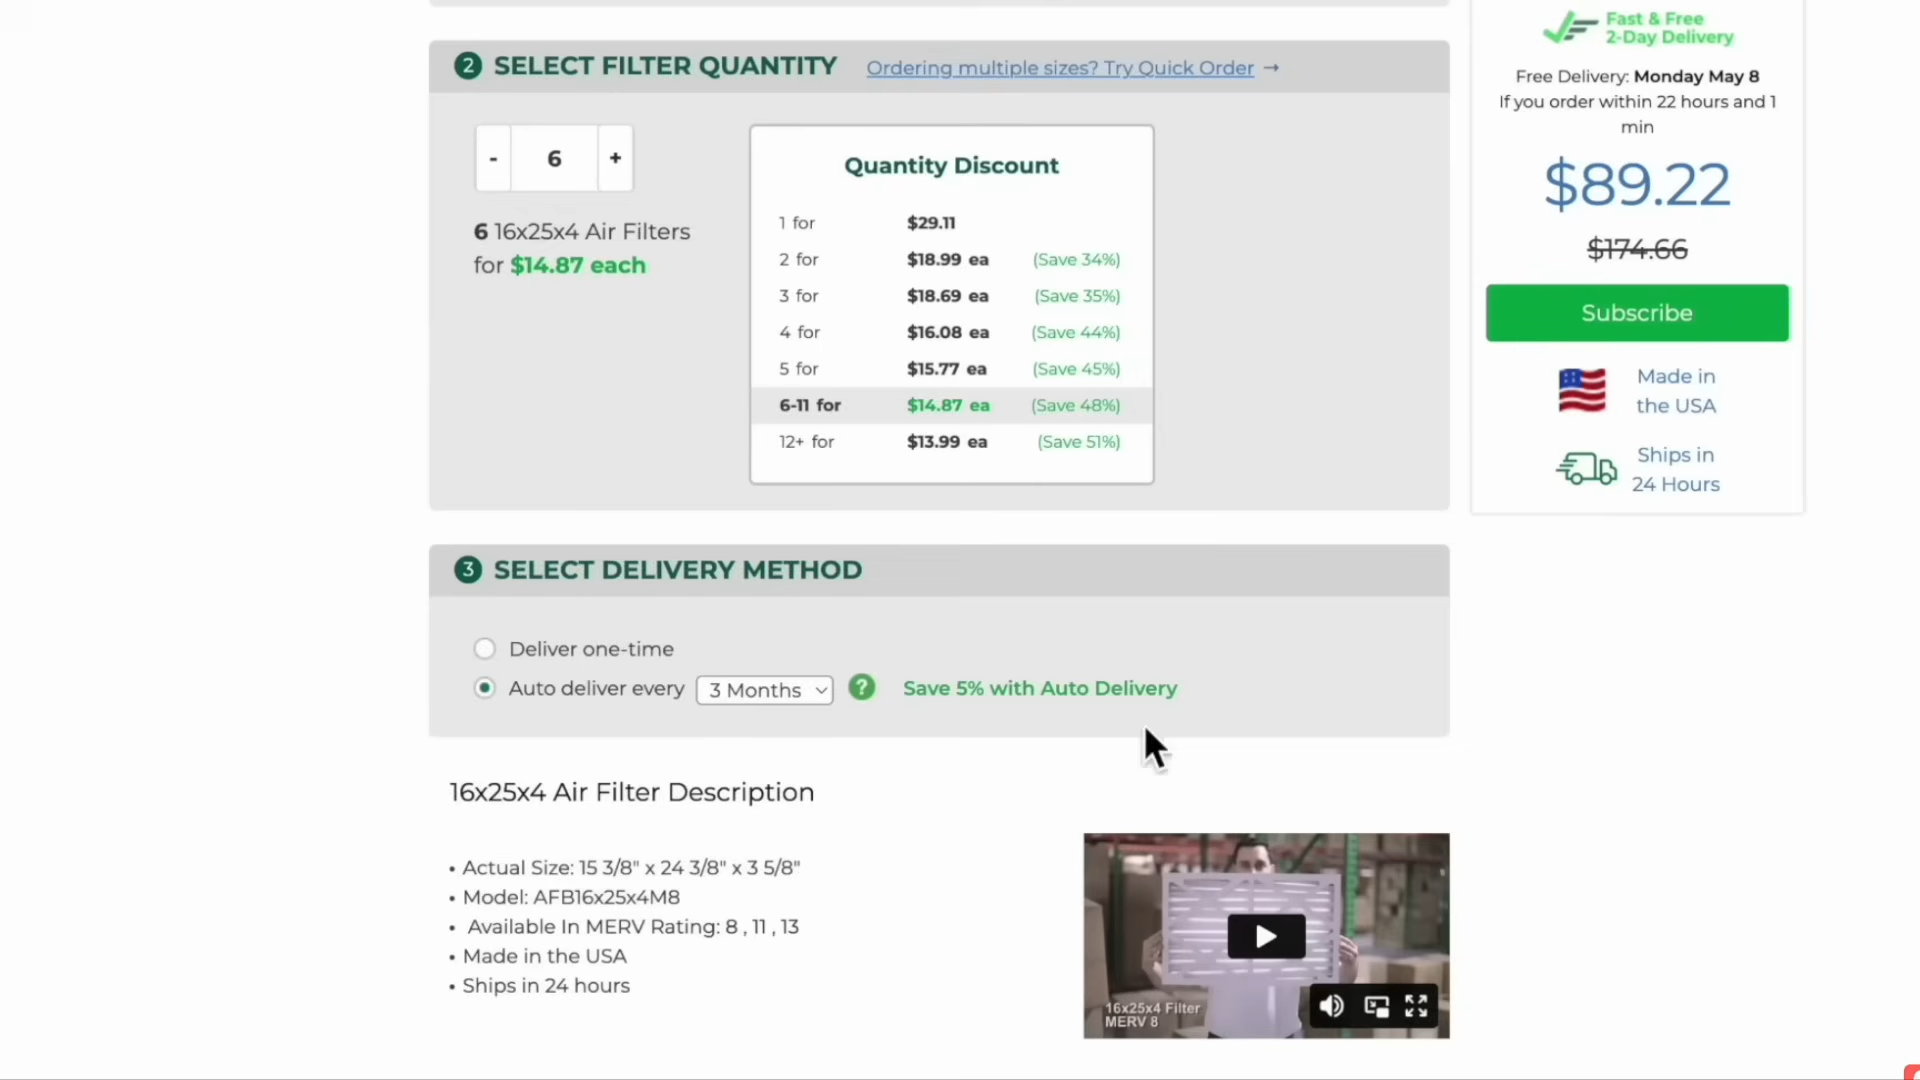 2 SELECT FILTER QUANTITY Ordering multiple sizes? Try Quick Order →
- 6 +
6 16x25x4 Air Filters
for $14.87 each
Quantity Discount
1 for $29.11
2 for $18.99 ea (Save 34%)
3 for $18.69 ea (Save 35%)
4 for $16.08 ea (Save 44%)
5 for $15.77 ea (Save 45%)
6-11 for $14.87 ea (Save 48%)
12+ for $13.99 ea (Save 51%)
Fast & Free
2-Day Delivery
Free Delivery: Monday May 8
If you order within 22 hours and 1
min
$89.22
$174.66
Subscribe
Made in
the USA
Ships in
24 Hours
3 SELECT DELIVERY METHOD
Deliver one-time
Auto deliver every 3 Months ? Save 5% with Auto Delivery
16x25x4 Air Filter Description
• Actual Size: 15 3/8" x 24 3/8" x 3 5/8"
• Model: AFB16x25x4M8
• Available In MERV Rating: 8 , 11 , 13
• Made in the USA
• Ships in 24 hours
16x25x4 Filter
MERV 8